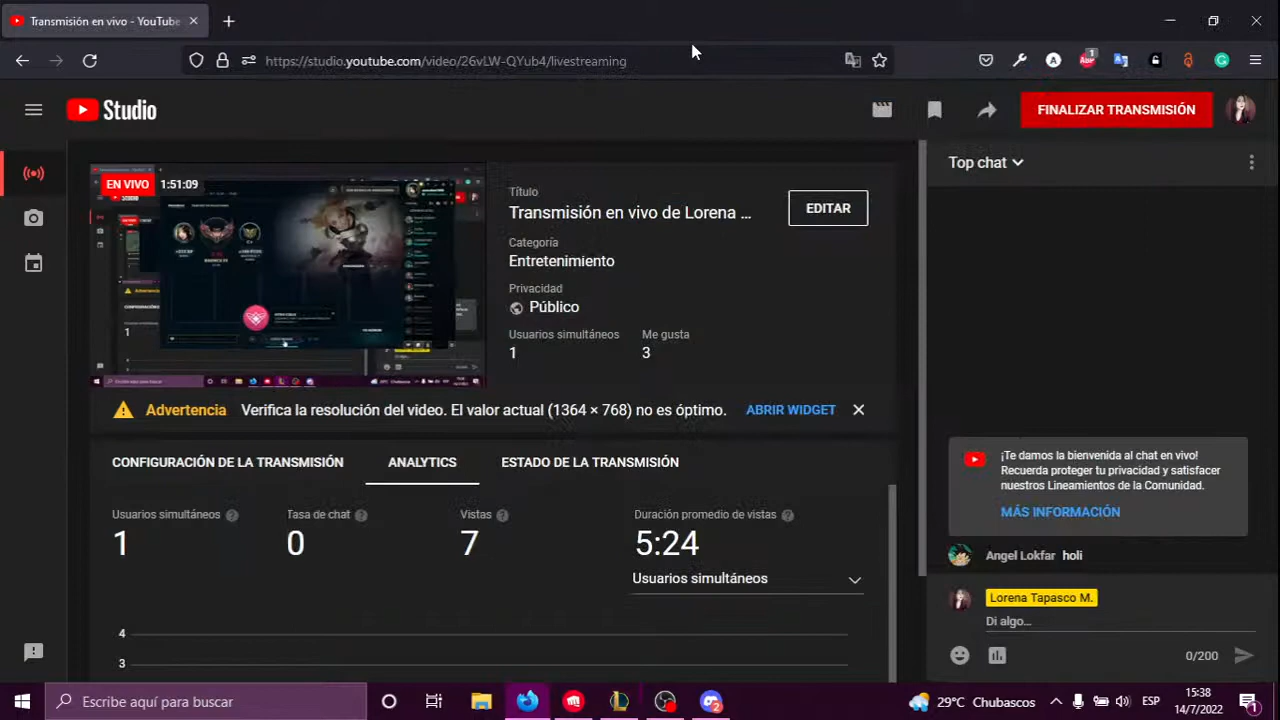 Transmisión en vivo - YouTube
https://studio.youtube.com/video/26vLW-QYub4/livestreaming
1
Studio
FINALIZAR TRANSMISIÓN
Top chat
EN VIVO
1:51:09
Título
Transmisión en vivo de Lorena ...
EDITAR
Categoría
Entretenimiento
Privacidad
Público
Usuarios simultáneos
Me gusta
1
3
Advertencia
Verifica la resolución del video. El valor actual (1364 × 768) no es óptimo.
ABRIR WIDGET
CONFIGURACIÓN DE LA TRANSMISIÓN
ANALYTICS
ESTADO DE LA TRANSMISIÓN
Usuarios simultáneos
Tasa de chat
Vistas
Duración promedio de vistas
1
0
7
5:24
Usuarios simultáneos
4
3
¡Te damos la bienvenida al chat en vivo!
Recuerda proteger tu privacidad y satisfacer
nuestros Lineamientos de la Comunidad.
MÁS INFORMACIÓN
Angel Lokfar holi
Lorena Tapasco M.
Di algo...
0/200
Escribe aquí para buscar
2
29°C Chubascos
ESP
15:38
14/7/2022
1